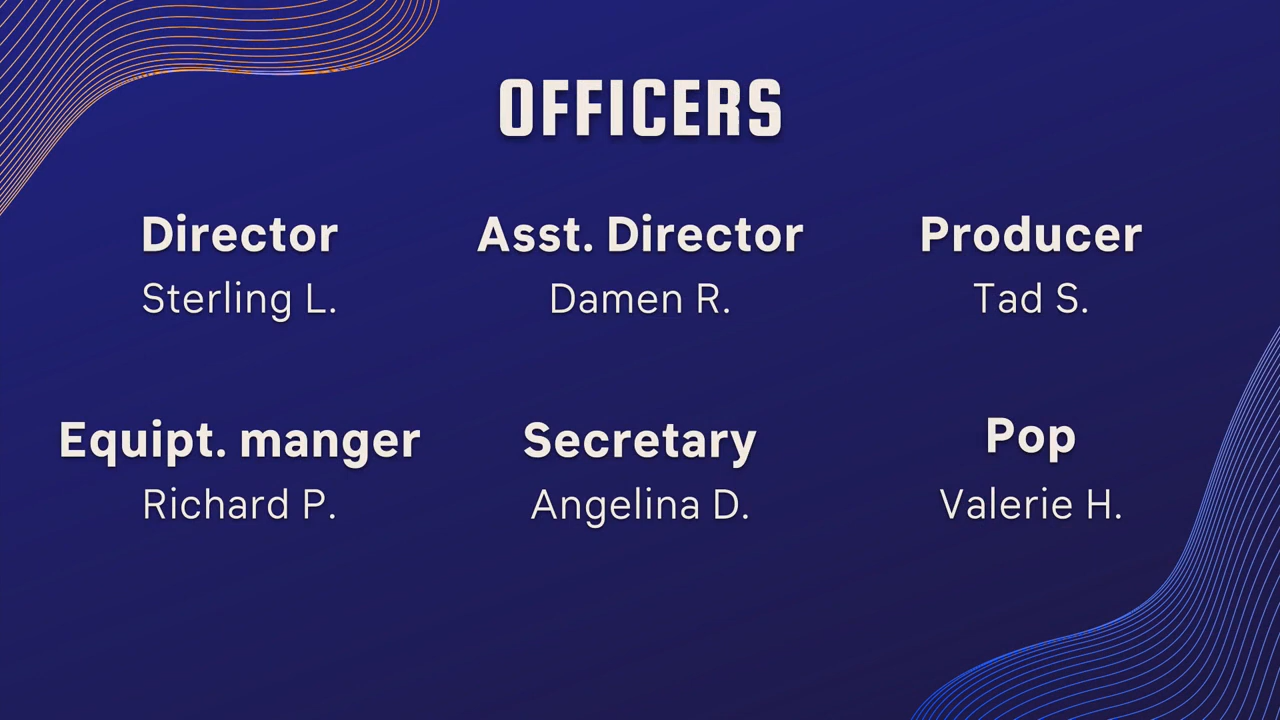 OFFICERS
Director
Sterling L.
Asst. Director
Damen R.
Producer
Tad S.
Equipt. manger
Richard P.
Secretary
Angelina D.
Pop
Valerie H.